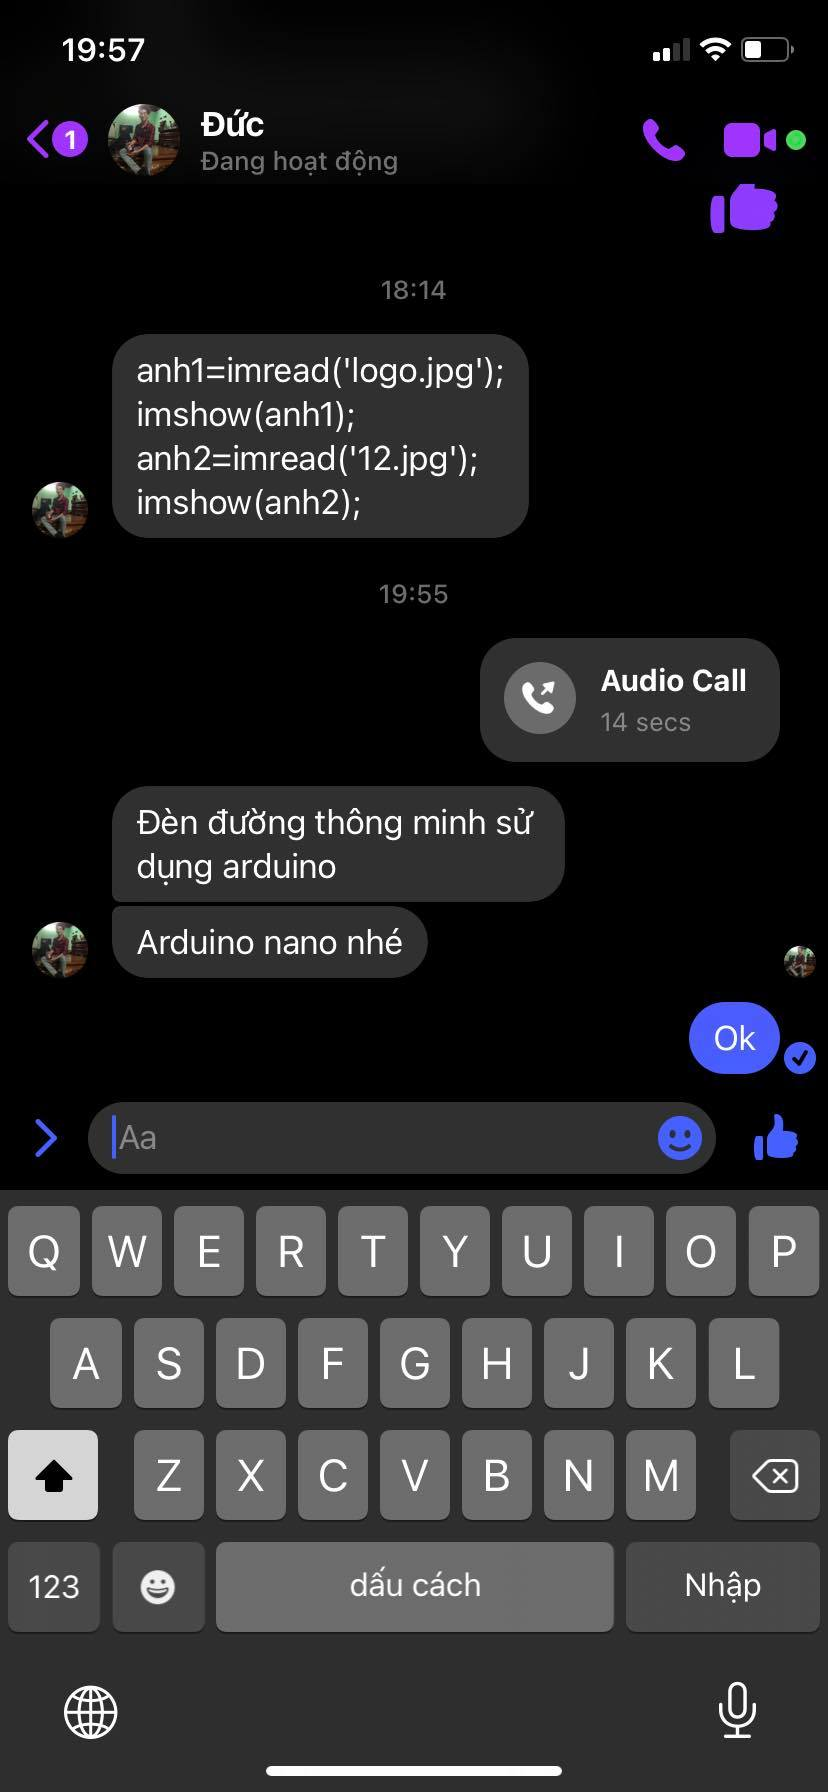 19:57
1
Đức
Đang hoạt động
18:14
anh1=imread('logo.jpg');
imshow(anh1);
anh2=imread('12.jpg');
imshow(anh2);
19:55
Audio Call
14 secs
Đèn đường thông minh sử
dụng arduino
Arduino nano nhé
Ok
Aa
Q W E R T Y U I O P
A S D F G H J K L
Z X C V B N M
123 dấu cách Nhập